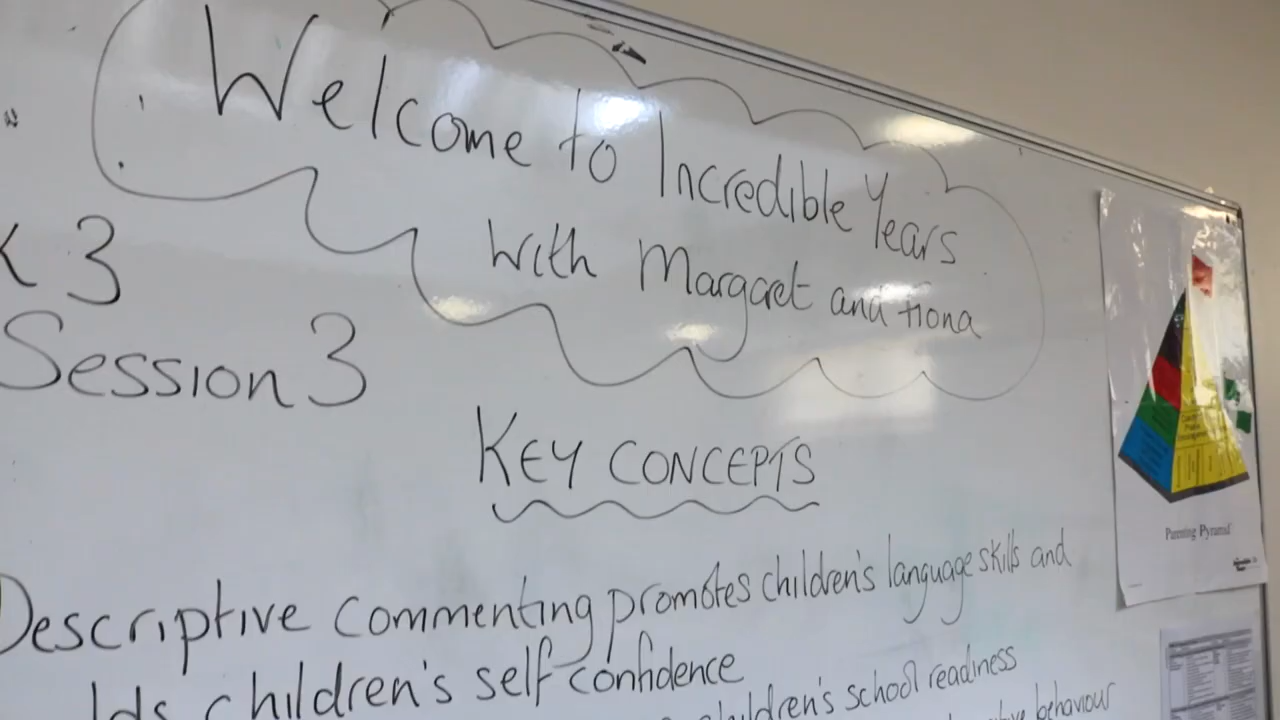 Welcome to Incredible Years
with Margaret and Fiona
3
Session 3
KEY CONCEPTS
Descriptive commenting promotes children's language skills and
children's self confidence
children's school readiness
behaviour
Parenting Pyramid